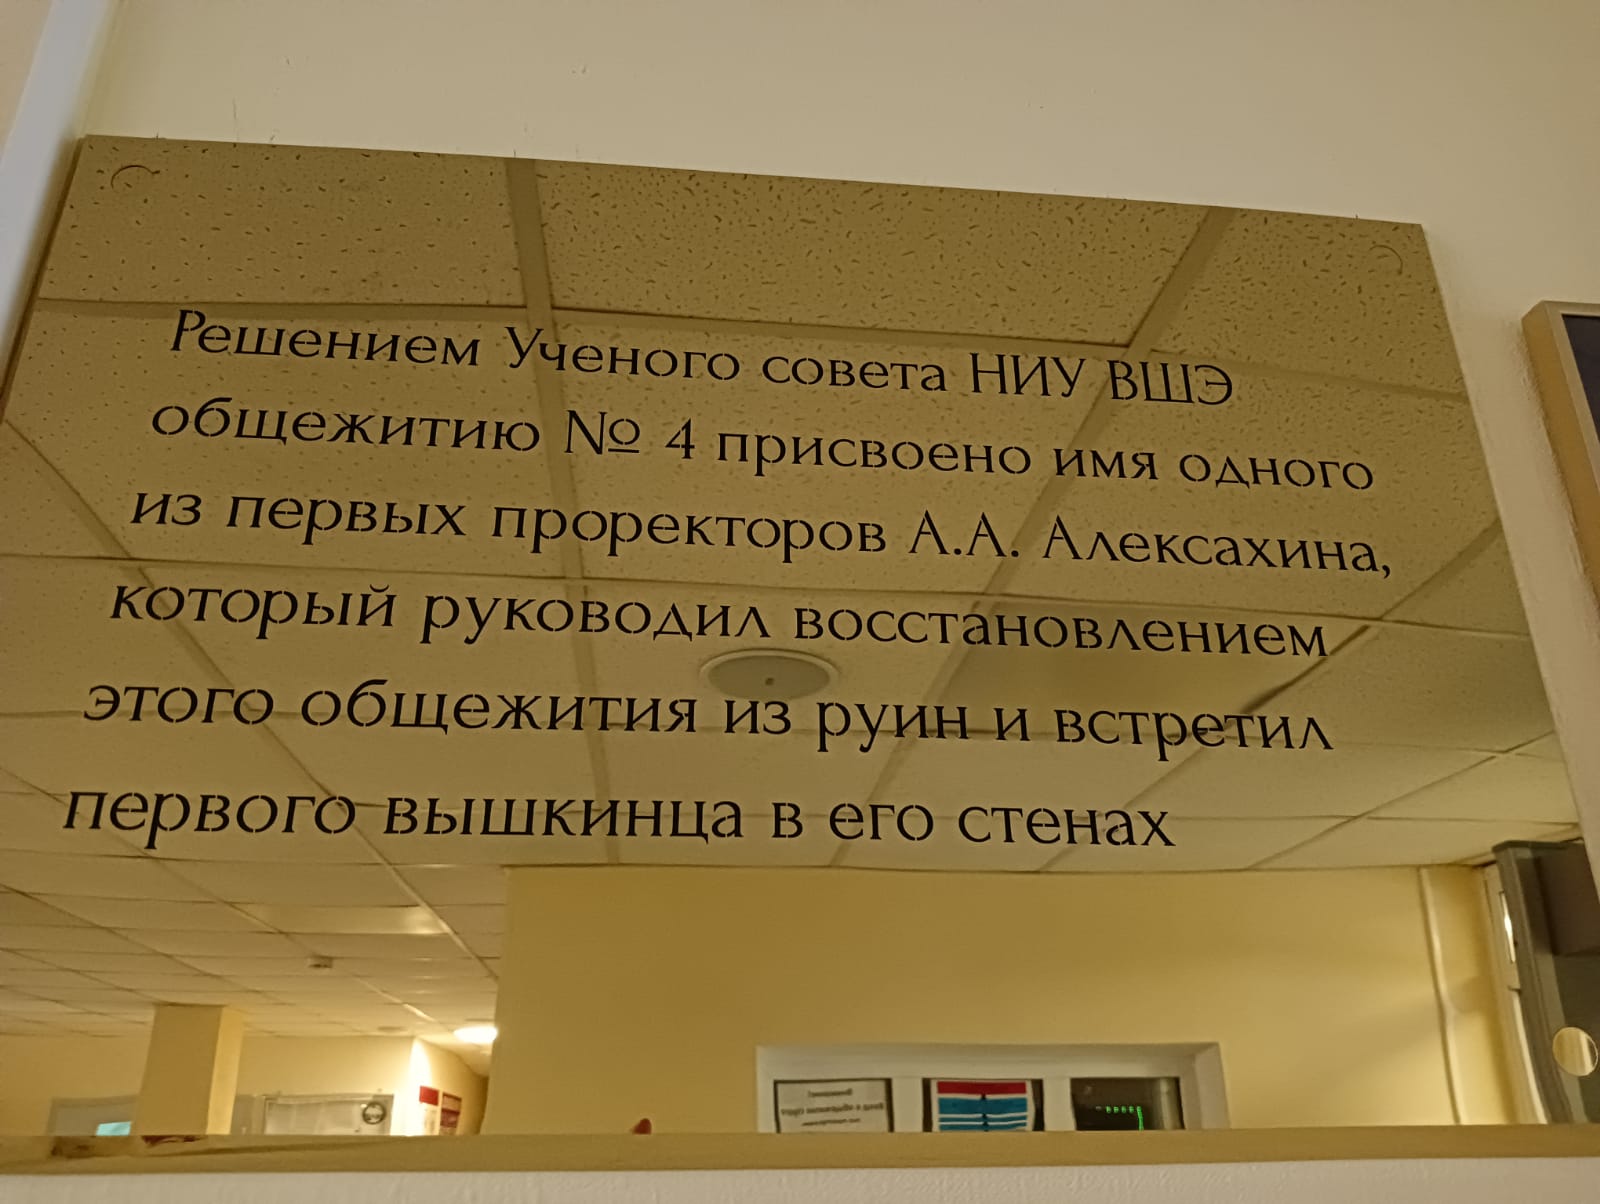 Решением Ученого совета НИУ ВШЭ
общежитию № 4 присвоено имя одного
из первых проректоров А.А. Алексахина,
который руководил восстановлением
этого общежития из руин и встретил
первого вышкинца в его стенах